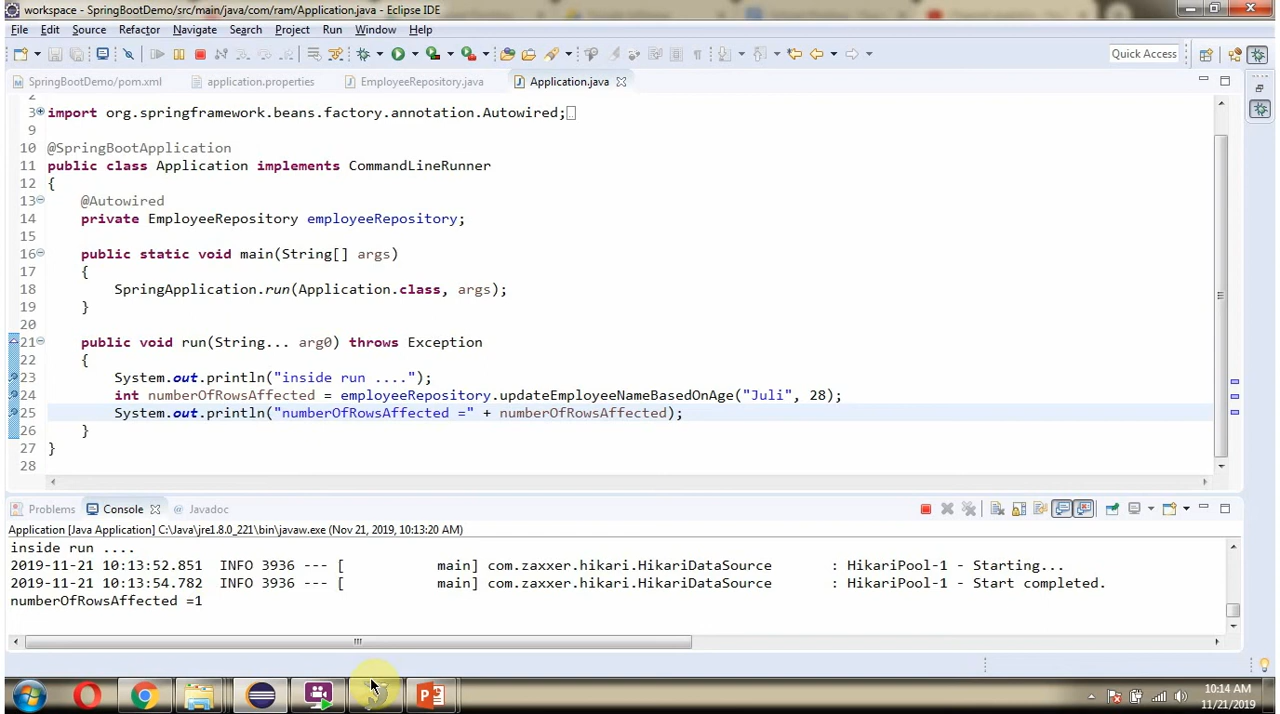 workspace - SpringBootDemo/src/main/java/com/ram/Application.java - Eclipse IDE
File Edit Source Refactor Navigate Search Project Run Window Help
Quick Access
SpringBootDemo/pom.xml application.properties EmployeeRepository.java Application.java
2
3 import org.springframework.beans.factory.annotation.Autowired;
9
10 @SpringBootApplication
11 public class Application implements CommandLineRunner
12 {
13 @Autowired
14 private EmployeeRepository employeeRepository;
15
16 public static void main(String[] args)
17 {
18 SpringApplication.run(Application.class, args);
19 }
20
21 public void run(String... arg0) throws Exception
22 {
23 System.out.println("inside run ....");
24 int numberOfRowsAffected = employeeRepository.updateEmployeeNameBasedOnAge("Juli", 28);
25 System.out.println("numberOfRowsAffected =" + numberOfRowsAffected);
26 }
27 }
28
Problems Console Javadoc
Application [Java Application] C:\Java\jre1.8.0_221\bin\javaw.exe (Nov 21, 2019, 10:13:20 AM)
inside run ....
2019-11-21 10:13:52.851 INFO 3936 --- [ main] com.zaxxer.hikari.HikariDataSource : HikariPool-1 - Starting...
2019-11-21 10:13:54.782 INFO 3936 --- [ main] com.zaxxer.hikari.HikariDataSource : HikariPool-1 - Start completed.
numberOfRowsAffected =1
10:14 AM
11/21/2019